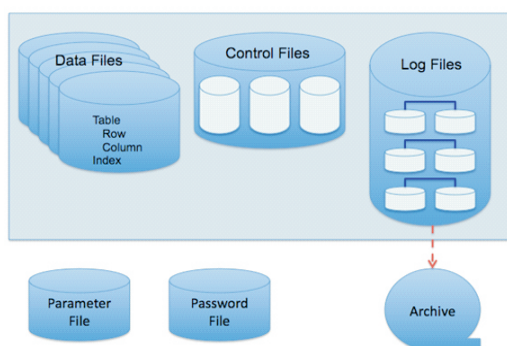 Data Files
Table
Row
Column
Index
Control Files
Log Files
Parameter
File
Password
File
Archive